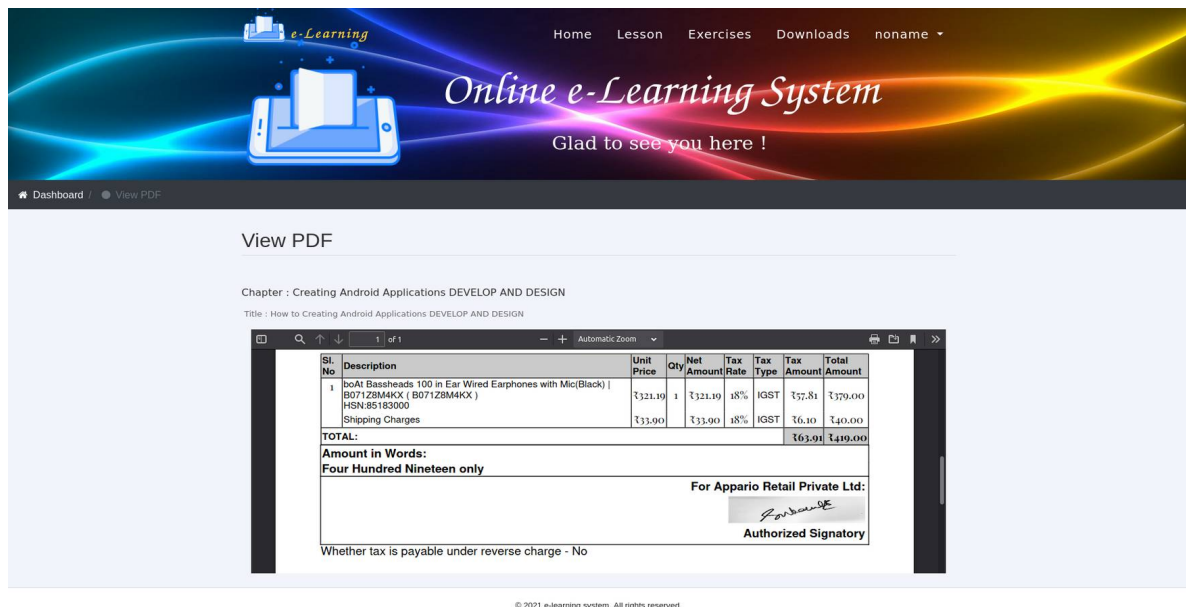 e-Learning
Home Lesson Exercises Downloads noname
Online e-Learning System
Glad to see you here !
Dashboard / View PDF
View PDF
Chapter : Creating Android Applications DEVELOP AND DESIGN
Title : How to Creating Android Applications DEVELOP AND DESIGN
1 of 1 Automatic Zoom
Sl. No Description Unit Price Qty Net Amount Tax Rate Tax Type Tax Amount Total Amount
1 boAt Bassheads 100 in Ear Wired Earphones with Mic(Black) |
B071Z8M4KX ( B071Z8M4KX ) ₹321.19 1 ₹321.19 18% IGST ₹57.81 ₹379.00
HSN:85183000
Shipping Charges ₹33.90 ₹33.90 18% IGST ₹6.10 ₹40.00
TOTAL: ₹63.91 ₹419.00
Amount in Words:
Four Hundred Nineteen only
For Appario Retail Private Ltd:
Authorized Signatory
Whether tax is payable under reverse charge - No
© 2021 e-learning system. All rights reserved